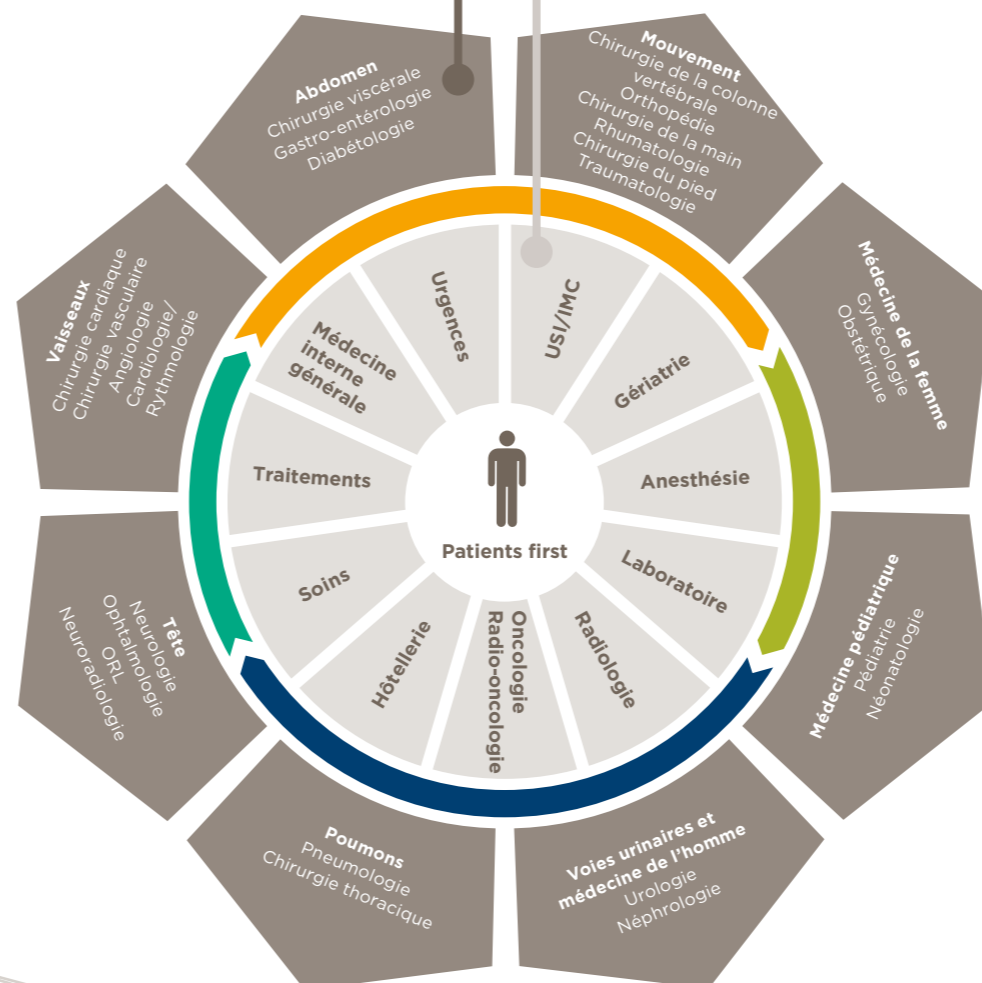 Abdomen
Chirurgie viscérale
Gastro-entérologie
Diabétologie
Mouvement
Chirurgie de la colonne
vertébrale
Orthopédie
Chirurgie de la main
Rhumatologie
Chirurgie du pied
Traumatologie
Médecine de la femme
Gynécologie
Obstétrique
Médecine pédiatrique
Pédiatrie
Néonatologie
Voies urinaires et
médecine de l’homme
Urologie
Néphrologie
Poumons
Pneumologie
Chirurgie thoracique
Tête
Neurologie
Ophtalmologie
ORL
Neuroradiologie
Vaisseaux
Chirurgie cardiaque
Chirurgie vasculaire
Angiologie
Cardiologie/
Rythmologie
Urgences
USI/IMC
Gériatrie
Anesthésie
Laboratoire
Radiologie
Oncologie
Radio-oncologie
Hôtellerie
Soins
Traitements
Médecine
interne
générale
Patients first